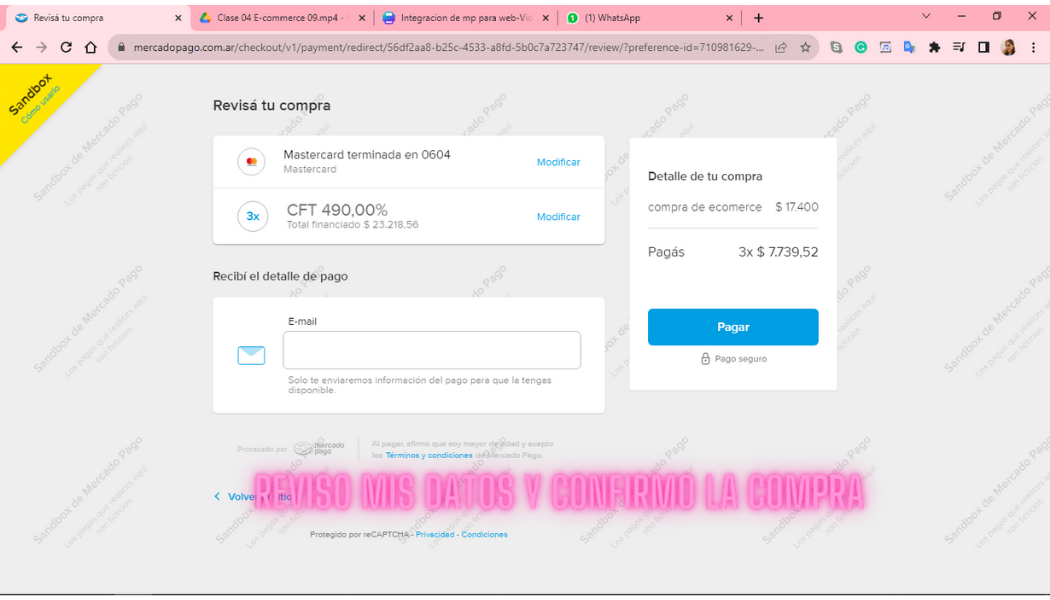 Revisá tu compra
Clase 04 E-commerce 09.mp4 -
Integracion de mp para web-Vic
(1) WhatsApp
mercadopago.com.ar/checkout/v1/payment/redirect/56df2aa8-b25c-4533-a8fd-5b0c7a723747/review/?preference-id=710981629-...
Sandbox
Cómo usarlo
Revisá tu compra
Mastercard terminada en 0604
Mastercard
Modificar
3x
CFT 490,00%
Total financiado $ 23.218,56
Modificar
Detalle de tu compra
compra de ecomerce $ 17.400
Pagás 3x $ 7.739,52
Pagar
Pago seguro
Recibí el detalle de pago
E-mail
Solo te enviaremos información del pago para que la tengas
disponible.
Procesado por mercado pago
Al pagar, afirmo que soy mayor de edad y acepto
los Términos y condiciones de Mercado Pago.
REVISO MIS DATOS Y CONFIRMO LA COMPRA
Protegido por reCAPTCHA - Privacidad - Condiciones
Sandbox de Mercado Pago
Los pagos que realices aquí
son ficticios.